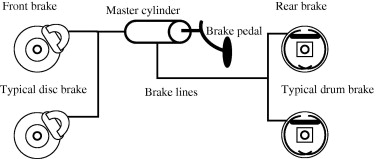 Front brake
Master cylinder
Rear brake
Brake pedal
Typical disc brake
Brake lines
Typical drum brake